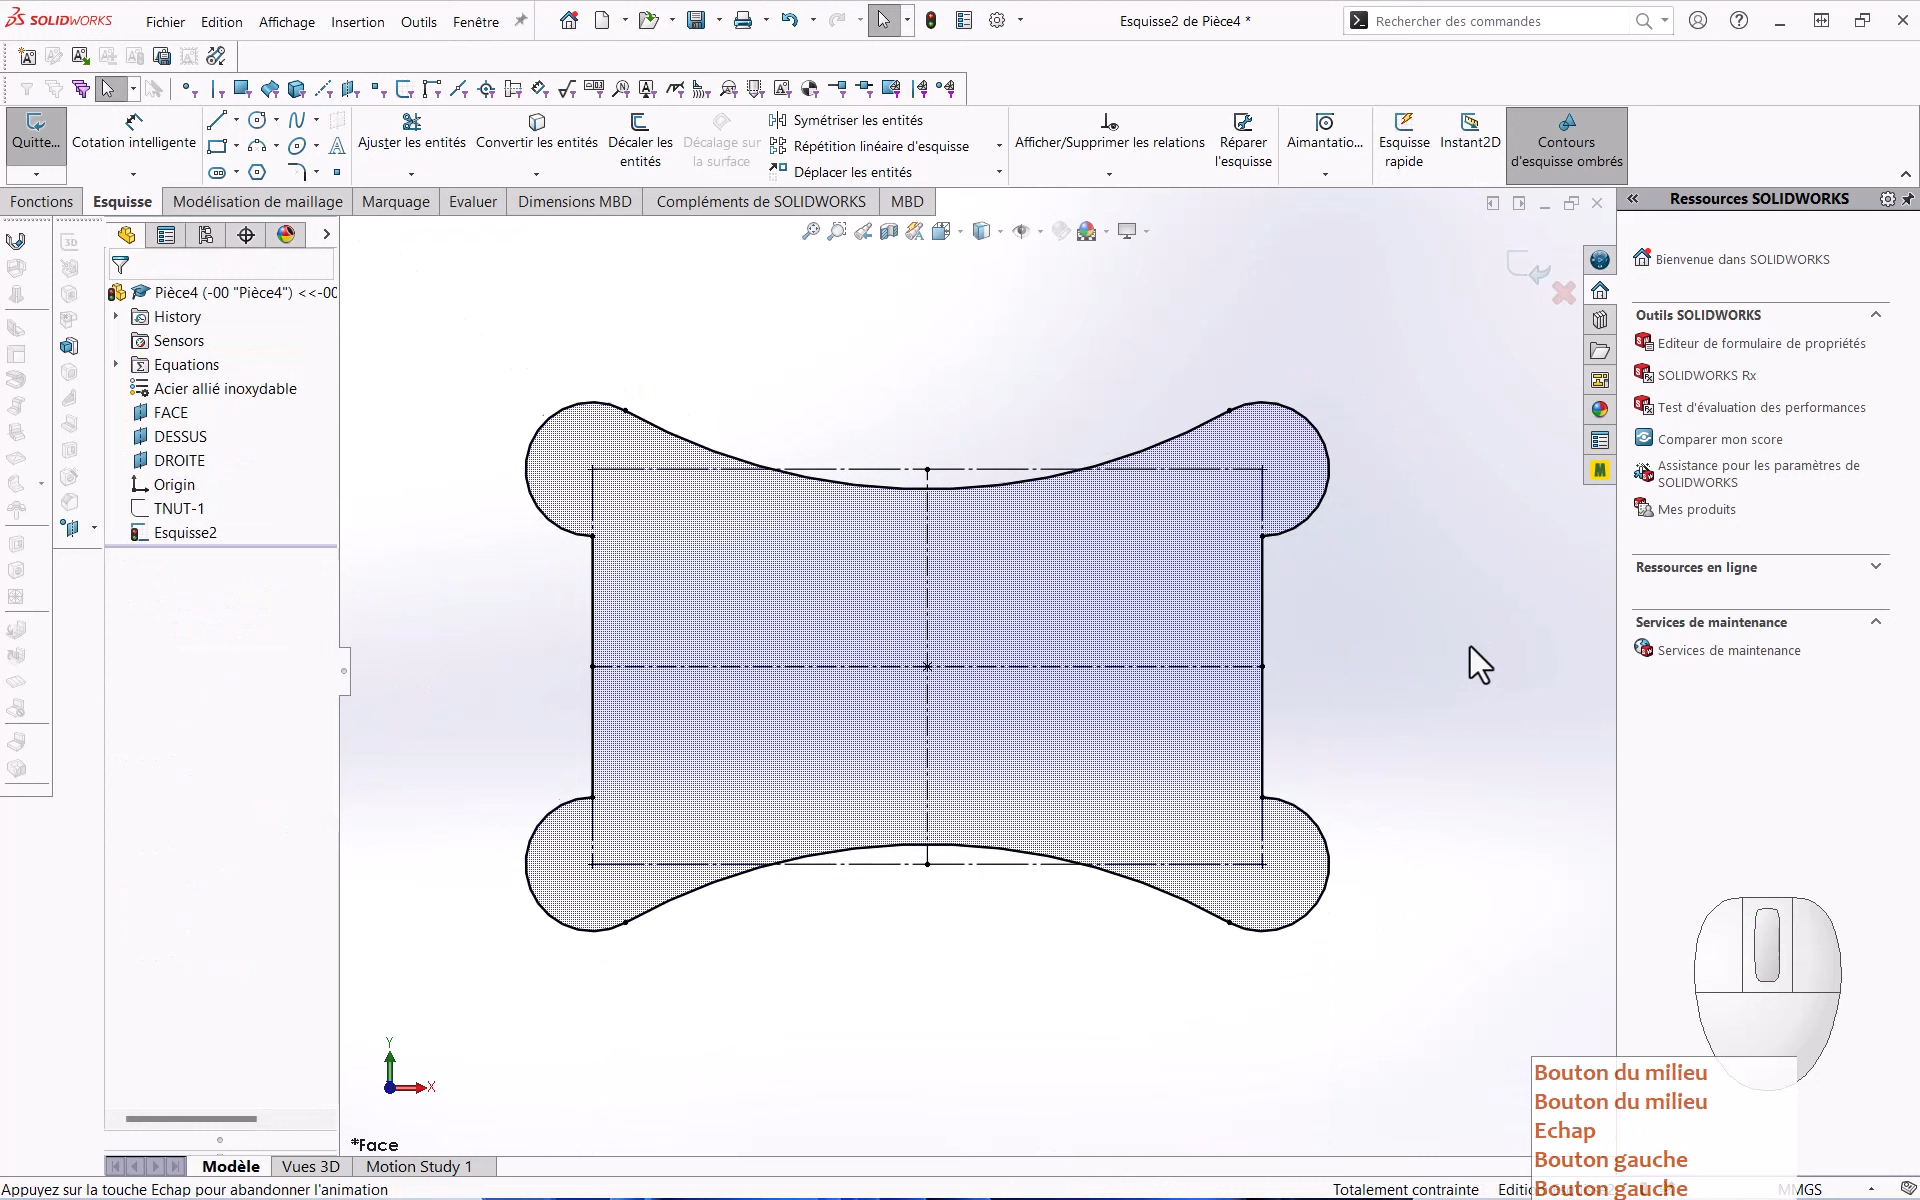 SOLIDWORKS
Fichier Edition Affichage Insertion Outils Fenêtre
Esquisse2 de Pièce4 *
Rechercher des commandes
Quitte...
Cotation intelligente
Ajuster les entités
Convertir les entités
Décaler les
entités
Décalage sur
la surface
Symétriser les entités
Répétition linéaire d'esquisse
Déplacer les entités
Afficher/Supprimer les relations
Réparer
l'esquisse
Aimantatio...
Esquisse
rapide
Instant2D
Contours
d'esquisse ombrés
Fonctions Esquisse Modélisation de maillage Marquage Evaluer Dimensions MBD Compléments de SOLIDWORKS MBD
Pièce4 (-00 "Pièce4") <<-00
History
Sensors
Equations
Acier allié inoxydable
FACE
DESSUS
DROITE
Origin
TNUT-1
Esquisse2
Ressources SOLIDWORKS
Bienvenue dans SOLIDWORKS
Outils SOLIDWORKS
Editeur de formulaire de propriétés
SOLIDWORKS Rx
Test d'évaluation des performances
Comparer mon score
Assistance pour les paramètres de
SOLIDWORKS
Mes produits
Ressources en ligne
Services de maintenance
Services de maintenance
Y
X
*Face
Bouton du milieu
Bouton du milieu
Echap
Bouton gauche
Bouton gauche
Modèle Vues 3D Motion Study 1
Appuyez sur la touche Echap pour abandonner l'animation
Totalement contrainte